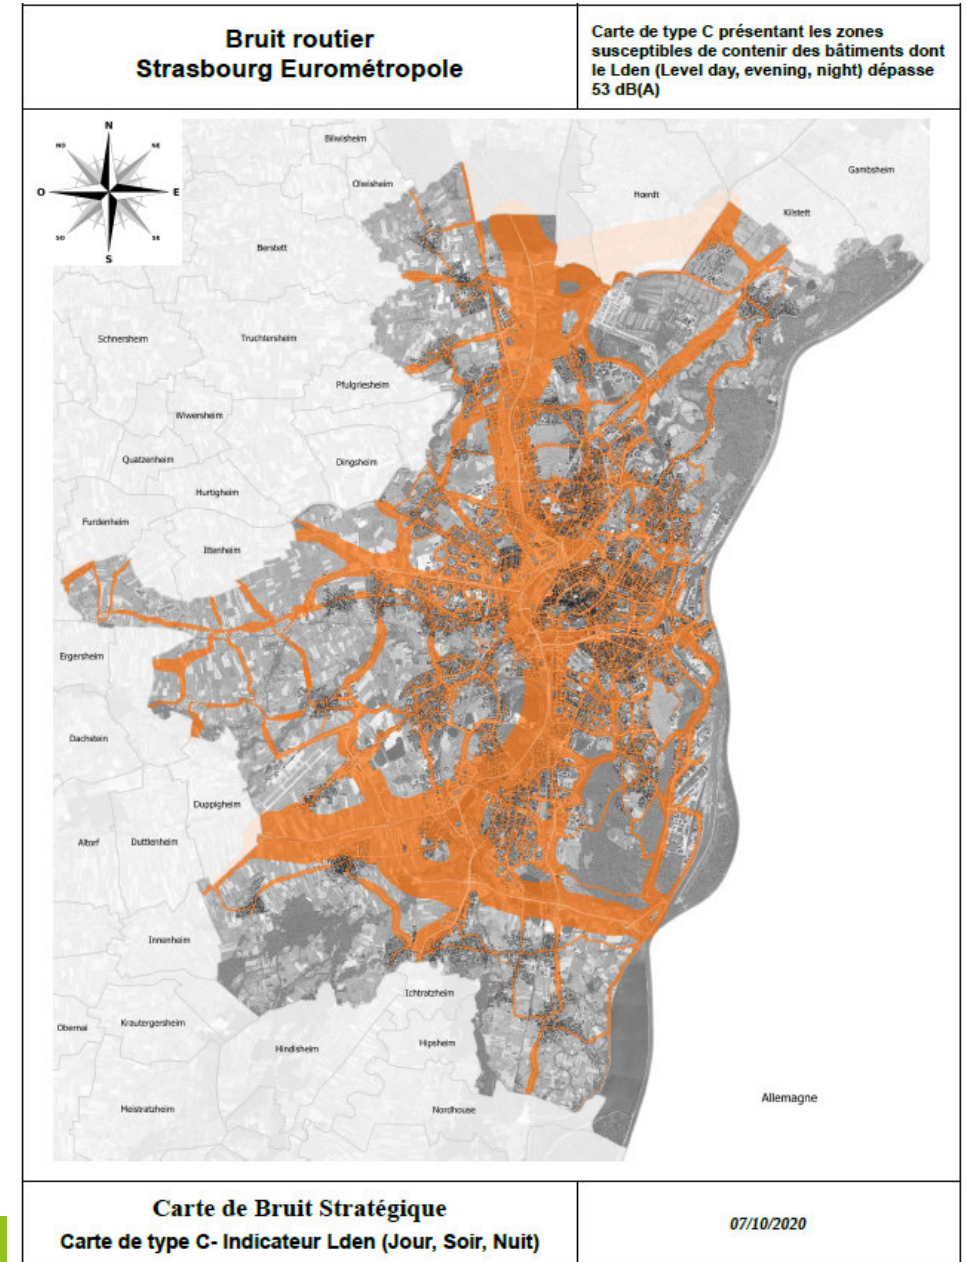 Bruit routier
Strasbourg Eurométropole
Carte de type C présentant les zones
susceptibles de contenir des bâtiments dont
le Lden (Level day, evening, night) dépasse
53 dB(A)
N
NO
NE
O
E
SO
SE
S
Bilwisheim
Olwisheim
Gambsheim
Hœrdt
Kilstett
Berstett
Schnersheim
Truchtersheim
Pfulgriesheim
Wiwersheim
Quatzenheim
Dingsheim
Hurtigheim
Furdenheim
Ittenheim
Ergersheim
Dachstein
Duppigheim
Altorf
Duttlenheim
Innenheim
Ichtratzheim
Obernai
Krautergersheim
Hindisheim
Hipsheim
Allemagne
Meistratzheim
Nordhouse
Carte de Bruit Stratégique
Carte de type C- Indicateur Lden (Jour, Soir, Nuit)
07/10/2020